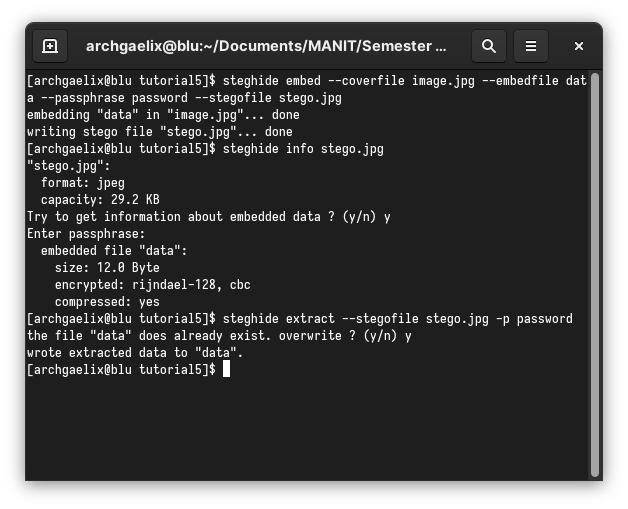 archgaelix@blu:~/Documents/MANIT/Semester ...
[archgaelix@blu tutorial5]$ steghide embed --coverfile image.jpg --embedfile dat
a --passphrase password --stegofile stego.jpg
embedding "data" in "image.jpg"... done
writing stego file "stego.jpg"... done
[archgaelix@blu tutorial5]$ steghide info stego.jpg
"stego.jpg":
  format: jpeg
  capacity: 29.2 KB
Try to get information about embedded data ? (y/n) y
Enter passphrase:
  embedded file "data":
    size: 12.0 Byte
    encrypted: rijndael-128, cbc
    compressed: yes
[archgaelix@blu tutorial5]$ steghide extract --stegofile stego.jpg -p password
the file "data" does already exist. overwrite ? (y/n) y
wrote extracted data to "data".
[archgaelix@blu tutorial5]$